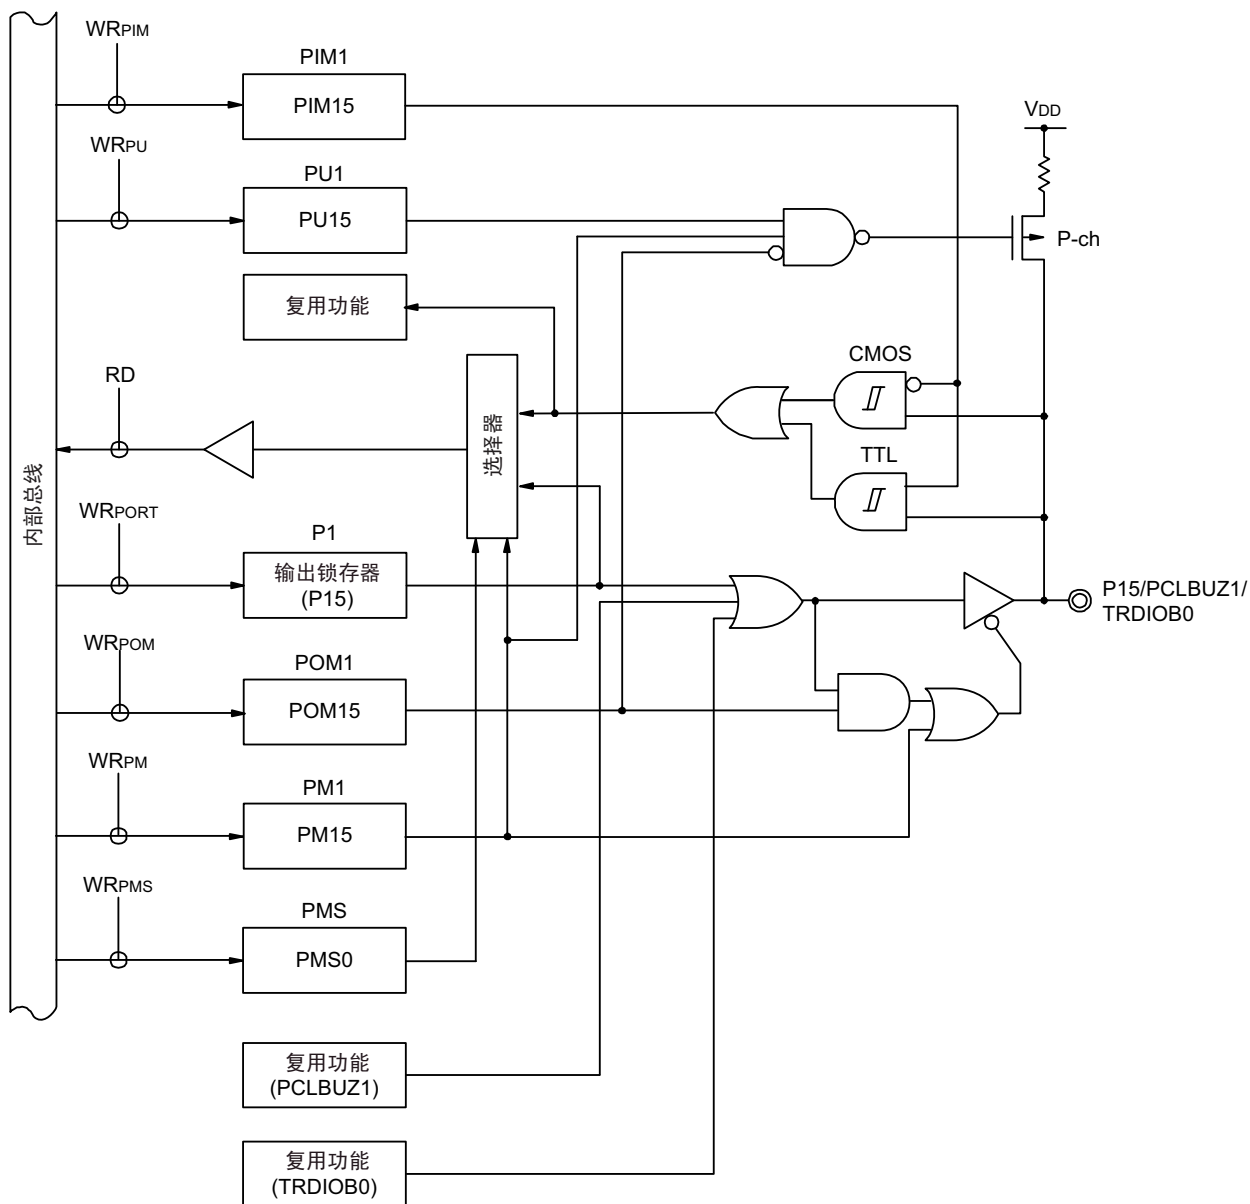 WRPIM
PIM1
PIM15
VDD
WRPU
PU1
PU15
P-ch
复用功能
CMOS
RD
选择器
TTL
内部总线
WRPORT
P1
输出锁存器
(P15)
P15/PCLBUZ1/
TRDIOB0
WRPOM
POM1
POM15
WRPM
PM1
PM15
WRPMS
PMS
PMS0
复用功能
(PCLBUZ1)
复用功能
(TRDIOB0)